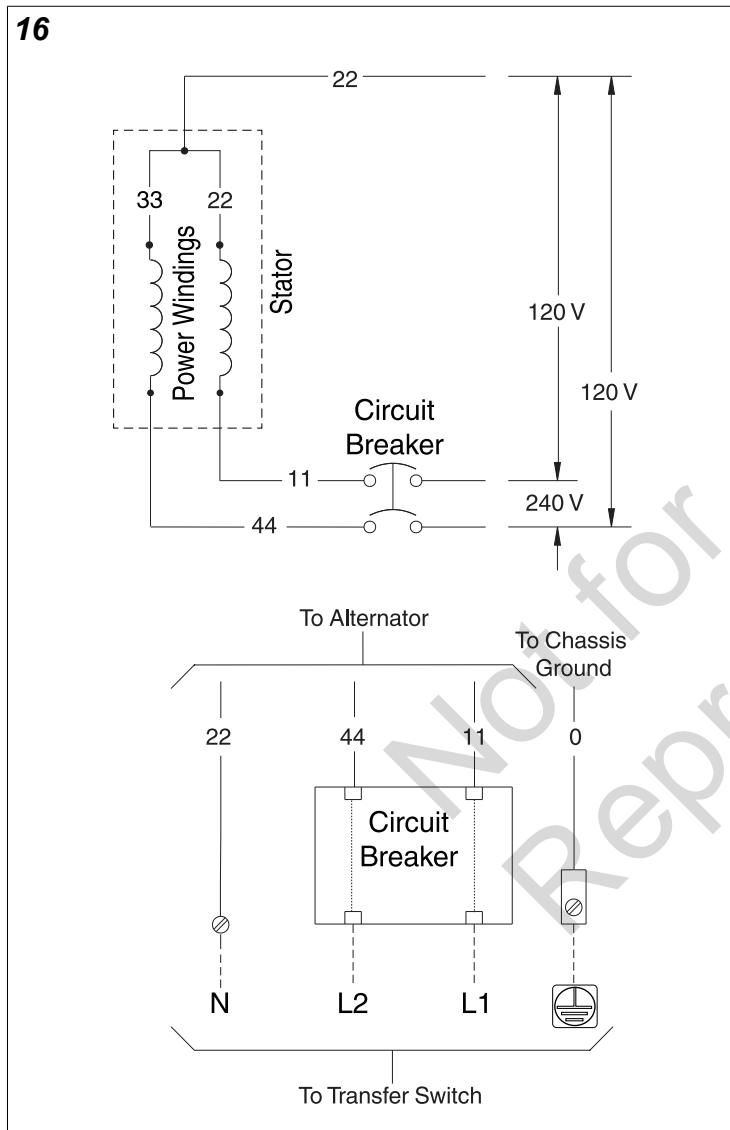 16
22
33 22
Power Windings
Stator
120 V
120 V
Circuit
Breaker
11
240 V
44
To Alternator
To Chassis
Ground
22 44 11 0
Circuit
Breaker
N L2 L1
To Transfer Switch
Not for
Repr